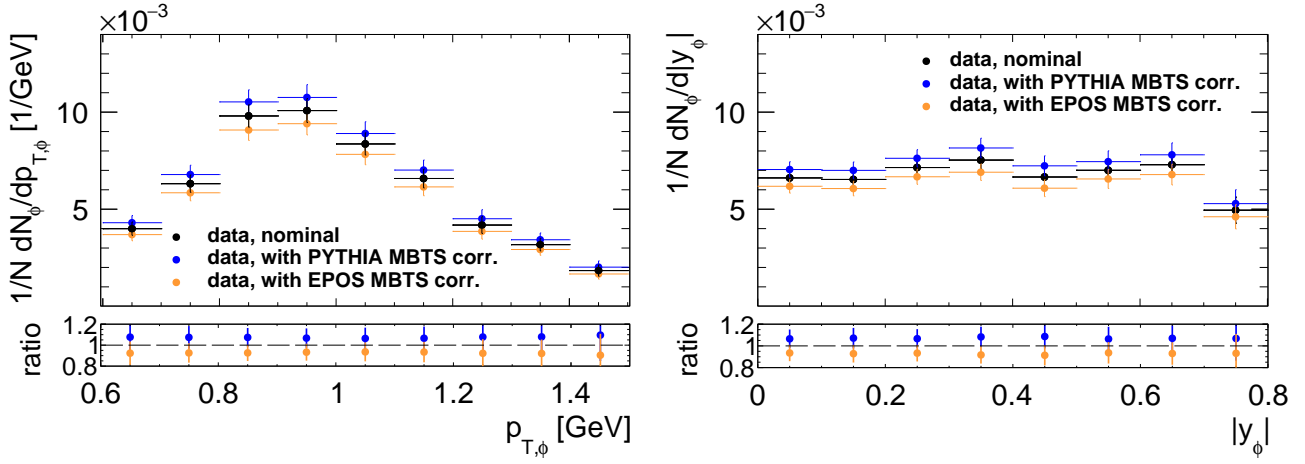 ×10⁻³
1/N dN_ϕ/dp_{T,ϕ} [1/GeV]
10
5
data, nominal
data, with PYTHIA MBTS corr.
data, with EPOS MBTS corr.
ratio
1.2
1
0.8
0.6 0.8 1 1.2 1.4
p_{T,ϕ} [GeV]
×10⁻³
1/N dN_ϕ/d|y_ϕ|
10
5
data, nominal
data, with PYTHIA MBTS corr.
data, with EPOS MBTS corr.
ratio
1.2
1
0.8
0 0.2 0.4 0.6 0.8
|y_ϕ|